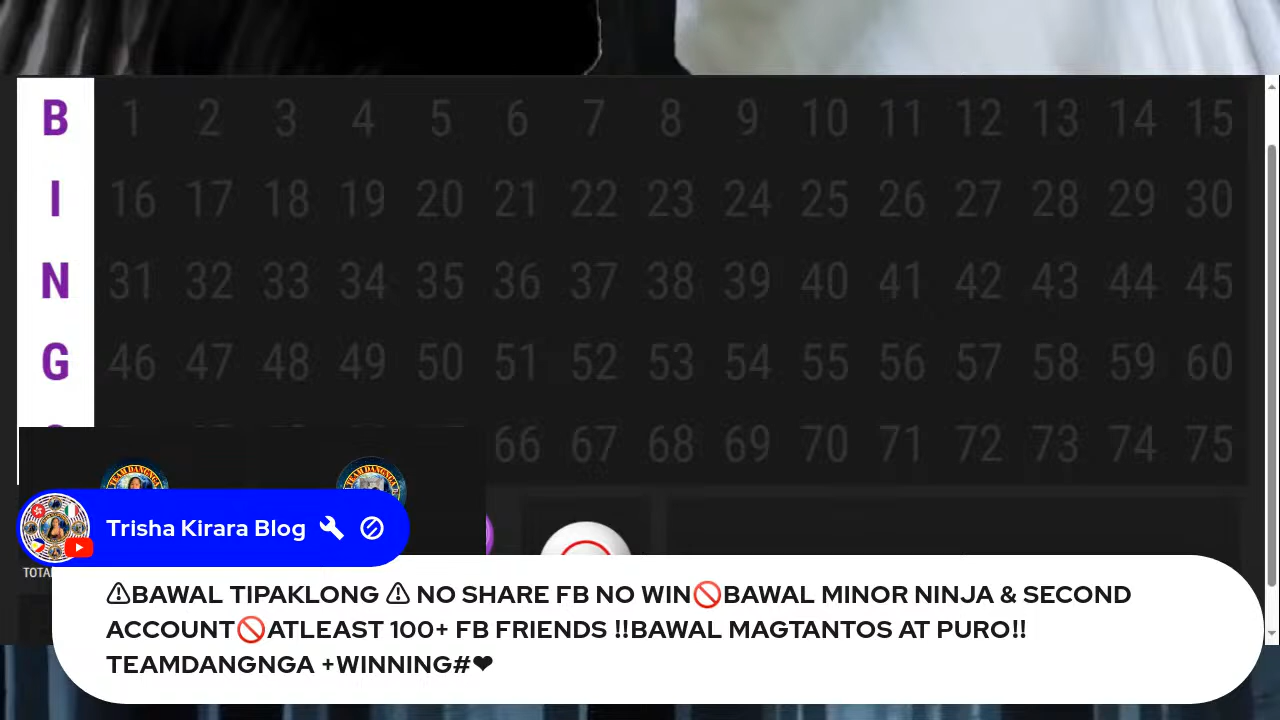 B 1 2 3 4 5 6 7 8 9 10 11 12 13 14 15
I 16 17 18 19 20 21 22 23 24 25 26 27 28 29 30
N 31 32 33 34 35 36 37 38 39 40 41 42 43 44 45
G 46 47 48 49 50 51 52 53 54 55 56 57 58 59 60
66 67 68 69 70 71 72 73 74 75
TEAM DANGNGA TEAM DANGNGA
Trisha Kirara Blog
⚠BAWAL TIPAKLONG ⚠ NO SHARE FB NO WIN🚫BAWAL MINOR NINJA & SECOND
ACCOUNT🚫ATLEAST 100+ FB FRIENDS !!BAWAL MAGTANTOS AT PURO!!
TEAMDANGNGA +WINNING#❤